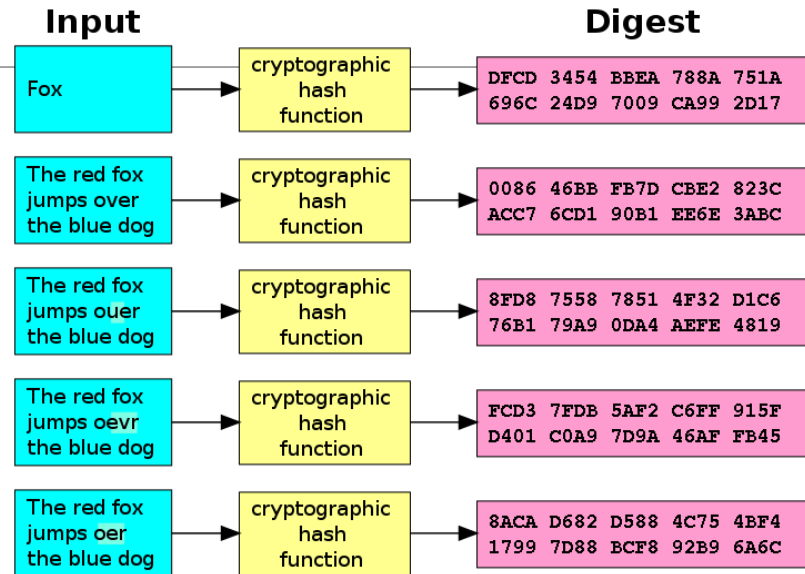 Input
Digest
Fox
cryptographic
hash
function
DFCD 3454 BBEA 788A 751A
696C 24D9 7009 CA99 2D17
The red fox
jumps over
the blue dog
cryptographic
hash
function
0086 46BB FB7D CBE2 823C
ACC7 6CD1 90B1 EE6E 3ABC
The red fox
jumps ouer
the blue dog
cryptographic
hash
function
8FD8 7558 7851 4F32 D1C6
76B1 79A9 0DA4 AEFE 4819
The red fox
jumps oevr
the blue dog
cryptographic
hash
function
FCD3 7FDB 5AF2 C6FF 915F
D401 C0A9 7D9A 46AF FB45
The red fox
jumps oer
the blue dog
cryptographic
hash
function
8ACA D682 D588 4C75 4BF4
1799 7D88 BCF8 92B9 6A6C